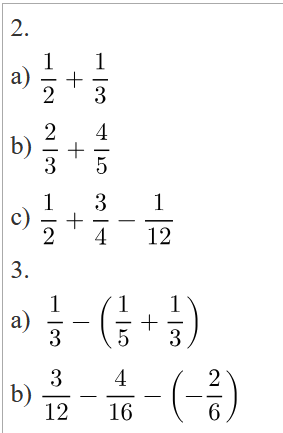 2.
a) 1/2 + 1/3
b) 2/3 + 4/5
c) 1/2 + 3/4 − 1/12
3.
a) 1/3 − (1/5 + 1/3)
b) 3/12 − 4/16 − (−2/6)